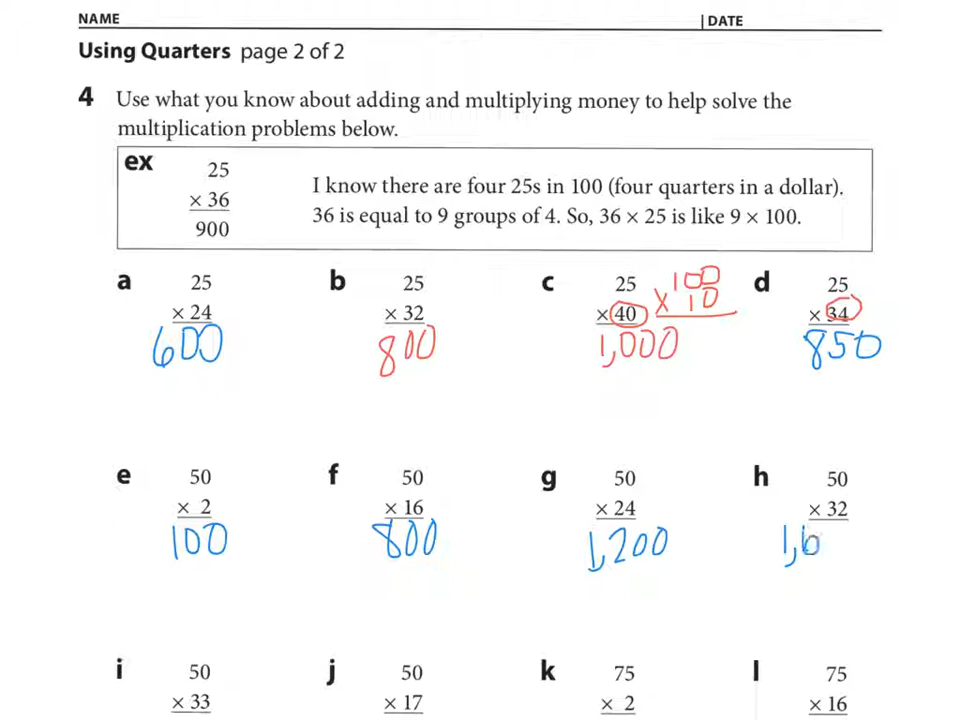 NAME | DATE
Using Quarters page 2 of 2
4 Use what you know about adding and multiplying money to help solve the
multiplication problems below.
ex 25
× 36
900
I know there are four 25s in 100 (four quarters in a dollar).
36 is equal to 9 groups of 4. So, 36 × 25 is like 9 × 100.
a 25
× 24
600
b 25
× 32
800
c 25
× 40
1,000
100
× 10
d 25
× 34
850
e 50
× 2
100
f 50
× 16
800
g 50
× 24
1,200
h 50
× 32
1,6
i 50
× 33
j 50
× 17
k 75
× 2
l 75
× 16